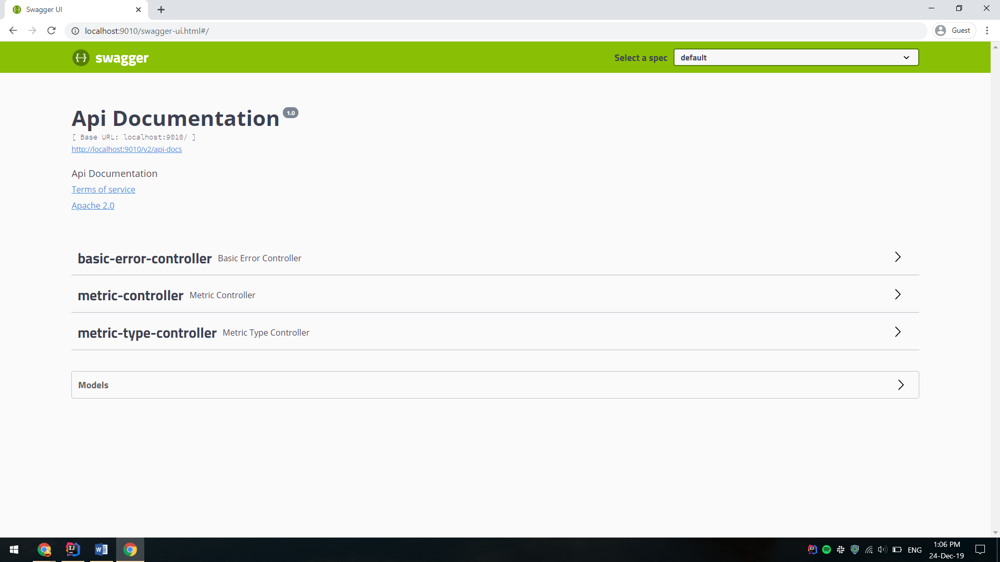 Swagger UI
localhost:9010/swagger-ui.html#/
Guest
{···} swagger
Select a spec
default
Api Documentation 1.0
[ Base URL: localhost:9010/ ]
http://localhost:9010/v2/api-docs
Api Documentation
Terms of service
Apache 2.0
basic-error-controller Basic Error Controller
metric-controller Metric Controller
metric-type-controller Metric Type Controller
Models
ENG
1:06 PM
24-Dec-19